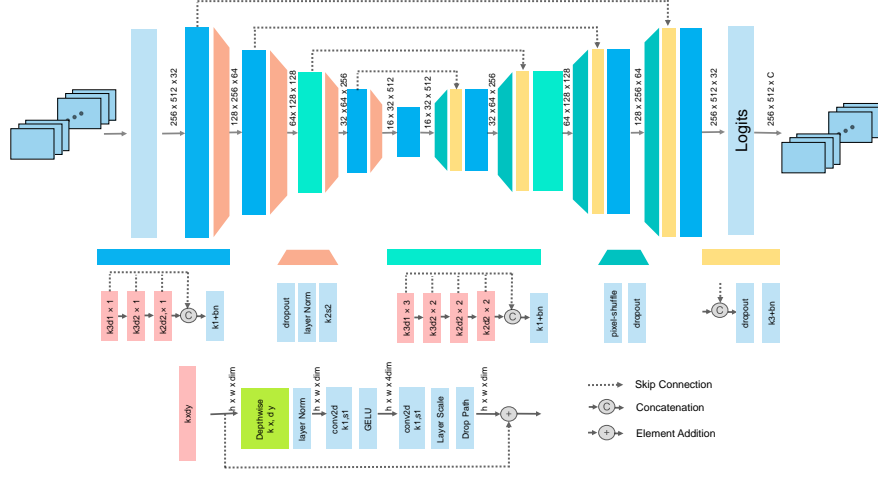 256 x 512 x 32
128 x 256 x 64
64x 128 x 128
32 x 64 x 256
16 x 32 x 512
16 x 32 x 512
32 x 64 x 256
64 x 128 x 128
128 x 256 x 64
256 x 512 x 32
Logits
256 x 512 x C
k3d1 x 1
k3d2 x 1
k2d2, x 1
C
k1+bn
dropout
layer Norm
k2s2
k3d1 x 3
k3d2 x 2
k2d2 x 2
k2d2 x 2
C
k1+bn
pixel-shuffle
dropout
C
dropout
k3+bn
kxdy
h x w x dim
Depthwise
k x, d y
layer Norm
h x w x dim
conv2d
k1,s1
GELU
h x w x 4dim
conv2d
k1,s1
Layer Scale
Drop Path
h x w x dim
+
Skip Connection
C
Concatenation
+
Element Addition